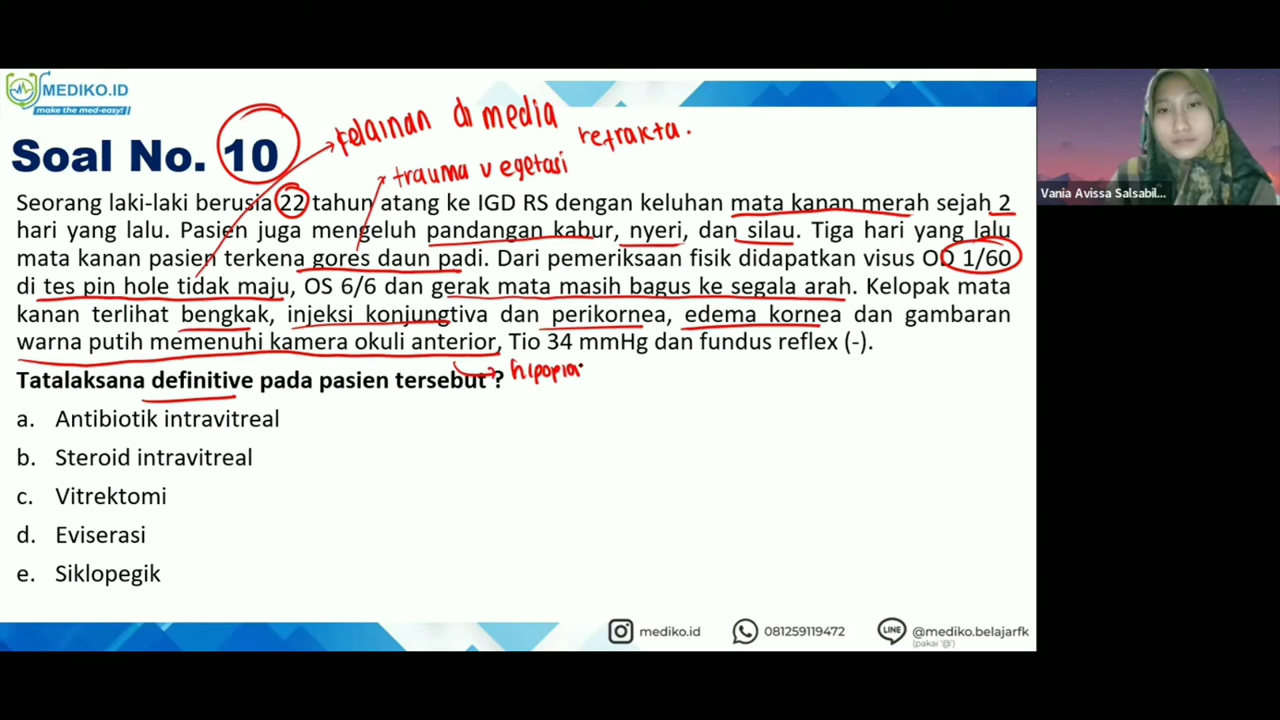 MEDIKO.ID
make the med-easy!
Soal No. 10
kelainan di media refrakta.
trauma vegetasi
Seorang laki-laki berusia 22 tahun atang ke IGD RS dengan keluhan mata kanan merah sejah 2
hari yang lalu. Pasien juga mengeluh pandangan kabur, nyeri, dan silau. Tiga hari yang lalu
mata kanan pasien terkena gores daun padi. Dari pemeriksaan fisik didapatkan visus OD 1/60
di tes pin hole tidak maju, OS 6/6 dan gerak mata masih bagus ke segala arah. Kelopak mata
kanan terlihat bengkak, injeksi konjungtiva dan perikornea, edema kornea dan gambaran
warna putih memenuhi kamera okuli anterior, Tio 34 mmHg dan fundus reflex (-).
hipopia
Tatalaksana definitive pada pasien tersebut ?
a. Antibiotik intravitreal
b. Steroid intravitreal
c. Vitrektomi
d. Eviserasi
e. Siklopegik
mediko.id
081259119472
LINE
@mediko.belajarfk
(pakai '@')
Vania Avissa Salsabil...